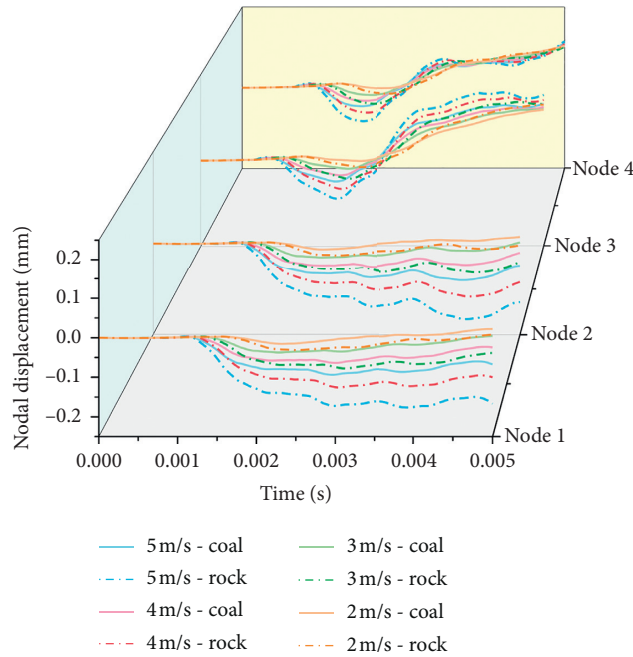 Node 4
Node 3
Node 2
Node 1
Nodal displacement (mm)
0.2
0.1
0.0
−0.1
−0.2
0.000 0.001 0.002 0.003 0.004 0.005
Time (s)
5 m/s - coal 3 m/s - coal
5 m/s - rock 3 m/s - rock
4 m/s - coal 2 m/s - coal
4 m/s - rock 2 m/s - rock